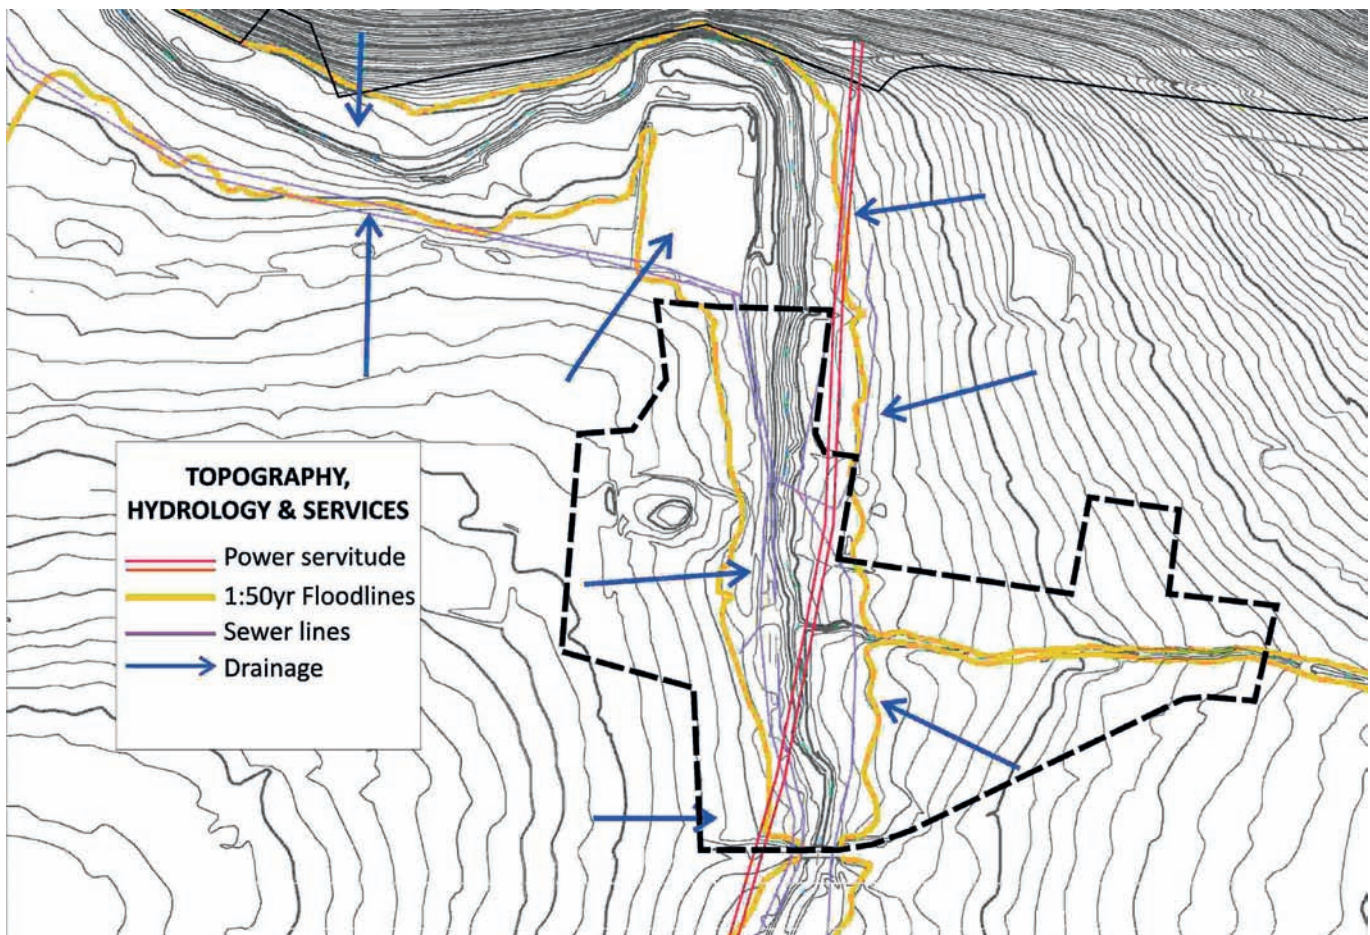 TOPOGRAPHY,
HYDROLOGY & SERVICES
Power servitude
1:50yr Floodlines
Sewer lines
Drainage